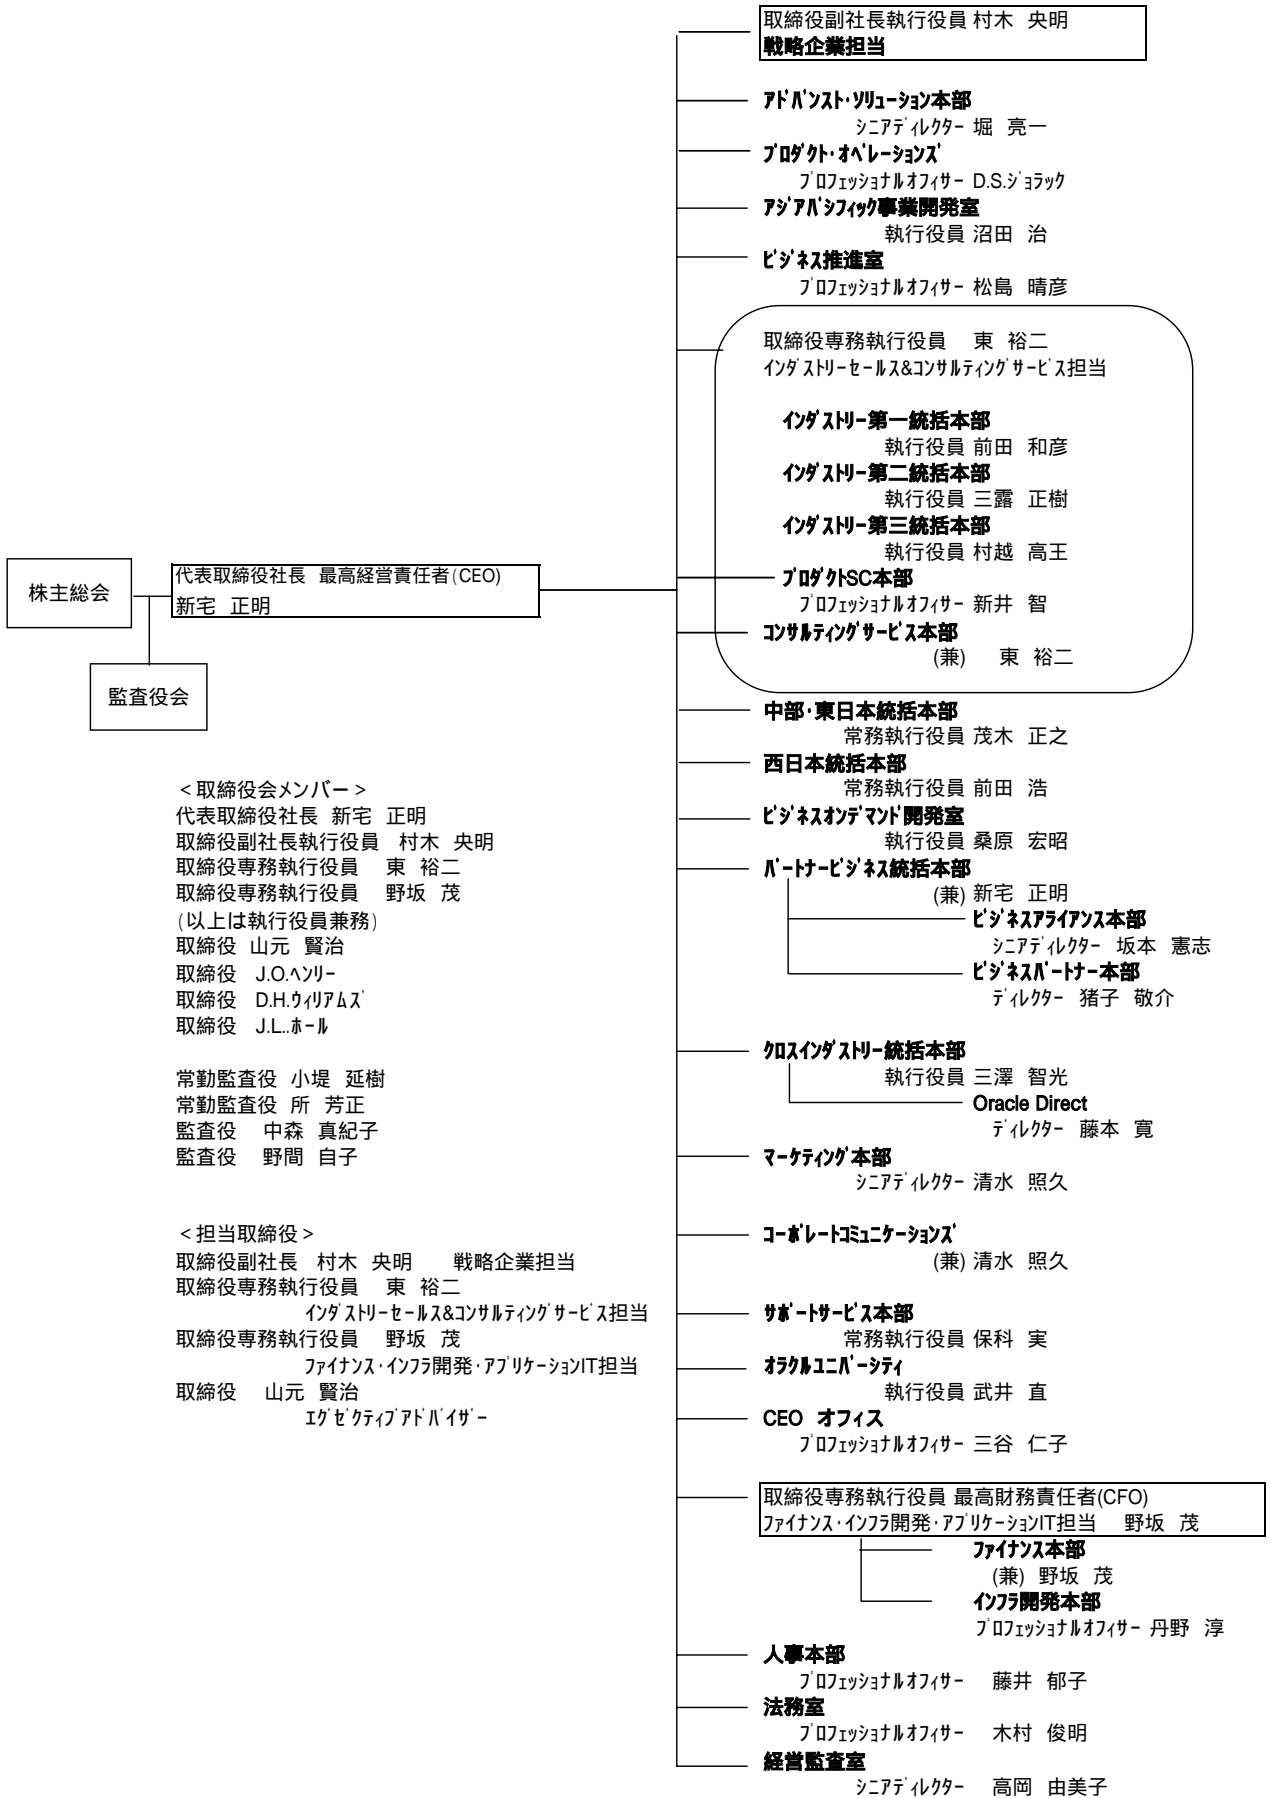 取締役副社長執行役員 村木 央明
戦略企業担当
アドバンスト・ソリューション本部
シニアディレクター 堀 亮一
プロダクト・オペレーションズ
プロフェッショナルオフィサー D.S.ジョラック
アジアパシフィック事業開発室
執行役員 沼田 治
ビジネス推進室
プロフェッショナルオフィサー 松島 晴彦
取締役専務執行役員 東 裕二
インダストリーセールス&コンサルティングサービス担当
インダストリー第一統括本部
執行役員 前田 和彦
インダストリー第二統括本部
執行役員 三露 正樹
インダストリー第三統括本部
執行役員 村越 高王
プロダクトSC本部
プロフェッショナルオフィサー 新井 智
コンサルティングサービス本部
(兼) 東 裕二
株主総会
代表取締役社長 最高経営責任者(CEO)
新宅 正明
監査役会
中部・東日本統括本部
常務執行役員 茂木 正之
西日本統括本部
常務執行役員 前田 浩
ビジネスオンデマンド開発室
執行役員 桑原 宏昭
パートナービジネス統括本部
(兼) 新宅 正明
ビジネスアライアンス本部
シニアディレクター 坂本 憲志
ビジネスパートナー本部
ディレクター 猪子 敬介
クロスインダストリー統括本部
執行役員 三澤 智光
Oracle Direct
ディレクター 藤本 寛
マーケティング本部
シニアディレクター 清水 照久
コーポレートコミュニケーションズ
(兼) 清水 照久
サポートサービス本部
常務執行役員 保科 実
オラクルユニバーシティ
執行役員 武井 直
CEO オフィス
プロフェッショナルオフィサー 三谷 仁子
取締役専務執行役員 最高財務責任者(CFO)
ファイナンス・インフラ開発・アプリケーションIT担当 野坂 茂
ファイナンス本部
(兼) 野坂 茂
インフラ開発本部
プロフェッショナルオフィサー 丹野 淳
人事本部
プロフェッショナルオフィサー 藤井 郁子
法務室
プロフェッショナルオフィサー 木村 俊明
経営監査室
シニアディレクター 高岡 由美子
<取締役会メンバー>
代表取締役社長 新宅 正明
取締役副社長執行役員 村木 央明
取締役専務執行役員 東 裕二
取締役専務執行役員 野坂 茂
(以上は執行役員兼務)
取締役 山元 賢治
取締役 J.O.ヘンリー
取締役 D.H.ウィリアムズ
取締役 J.L..ホール
常勤監査役 小堤 延樹
常勤監査役 所 芳正
監査役 中森 真紀子
監査役 野間 自子
<担当取締役>
取締役副社長 村木 央明 戦略企業担当
取締役専務執行役員 東 裕二
インダストリーセールス&コンサルティングサービス担当
取締役専務執行役員 野坂 茂
ファイナンス・インフラ開発・アプリケーションIT担当
取締役 山元 賢治
エグゼクティブアドバイザー